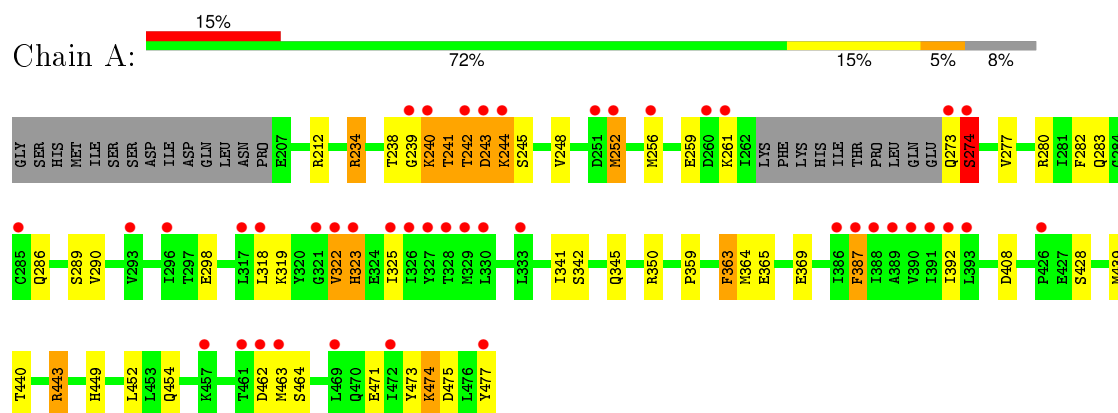 15%
Chain A:
72% 15% 5% 8%
GLY SER HIS MET ILE SER SER ASP ILE ASP GLN LEU ASN PRO E207 R212 R234 T238 G239 K240 T241 T242 D243 K244 S245 V248 D251 M252 M256 E259 D260 K261 I262 LYS PHE LYS HIS ILE THR PRO LEU GLN GLU Q273 S274 V277 R280 I281 F282 Q283 C284
C285 Q286 S289 V290 V293 I296 T297 E298 L317 L318 K319 Y320 G321 V322 H323 E324 I325 I326 Y327 T328 M329 L330 L333 I341 S342 Q345 R350 P359 F363 M364 E365 E369 I386 F387 I388 A389 V390 I391 I392 L393 D408 P426 E427 S428 M439
T440 R443 H449 L452 L453 Q454 K457 T461 D462 M463 S464 L469 Q470 E471 I472 Y473 K474 D475 L476 Y477